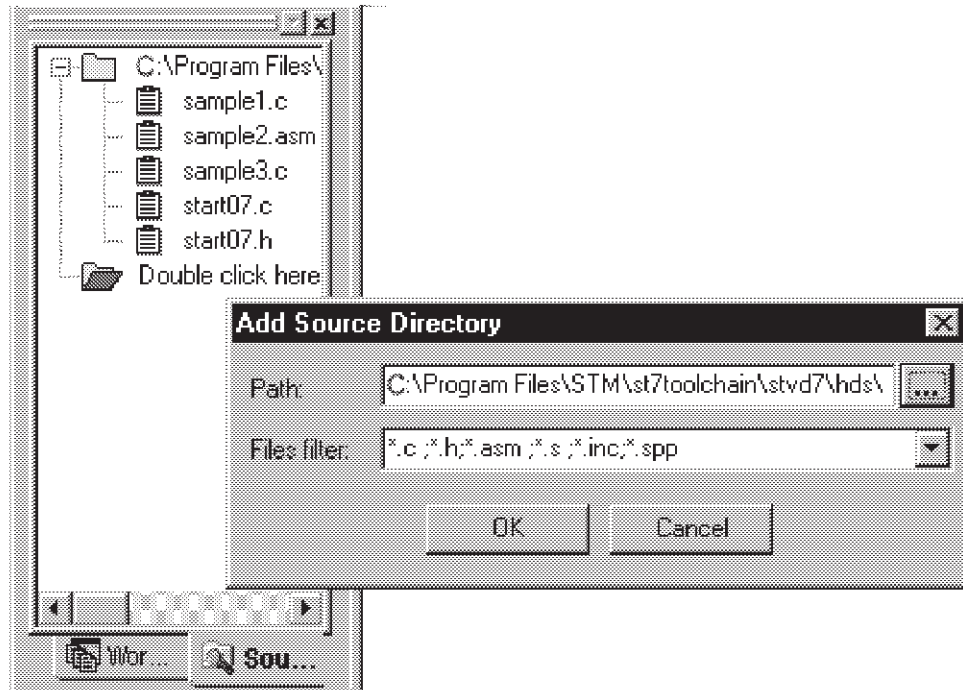 C:\Program Files\
sample1.c
sample2.asm
sample3.c
start07.c
start07.h
Double click here
Add Source Directory
Path: C:\Program Files\STM\st7toolchain\stvd7\hds\ ...
Files filter: *.c ;*.h;*.asm ;*.s ;*.inc;*.spp
OK Cancel
Wor... Sou...